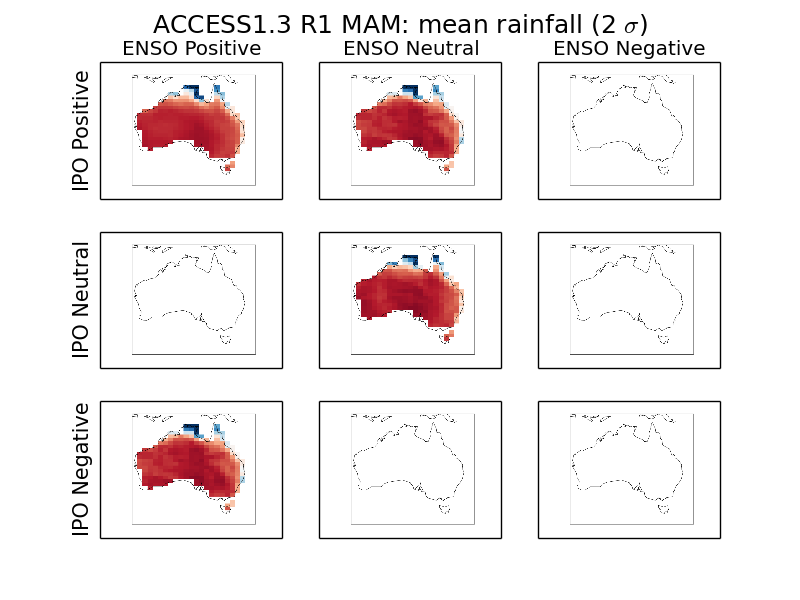 ACCESS1.3 R1 MAM: mean rainfall (2 σ)
ENSO Positive ENSO Neutral ENSO Negative
IPO Positive
IPO Neutral
IPO Negative